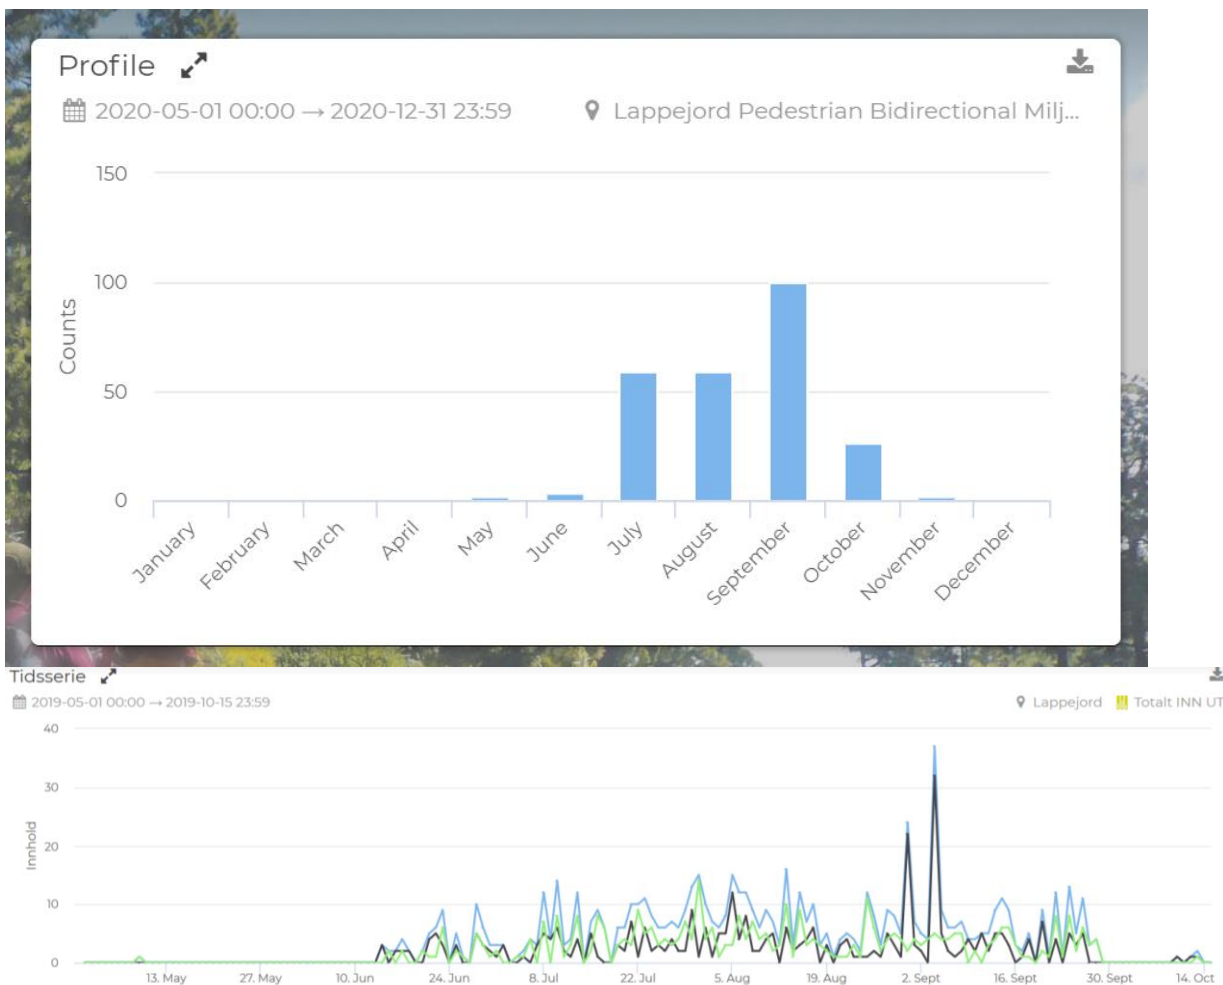 Profile
2020-05-01 00:00 → 2020-12-31 23:59 Lappejord Pedestrian Bidirectional Milj...
150
100
50
0
Counts
January February March April May June July August September October November December
Tidsserie
2019-05-01 00:00 → 2019-10-15 23:59 Lappejord Totalt INN UT
40
30
20
10
0
Innhold
13. May 27. May 10. Jun 24. Jun 8. Jul 22. Jul 5. Aug 19. Aug 2. Sept 16. Sept 30. Sept 14. Oct